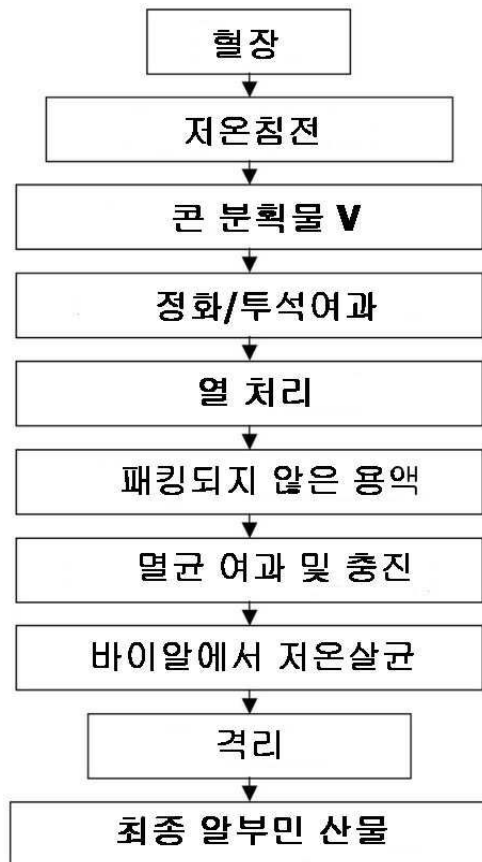 혈장
저온침전
콘 분획물 V
정화/투석여과
열 처리
패킹되지 않은 용액
멸균 여과 및 충진
바이알에서 저온살균
격리
최종 알부민 산물